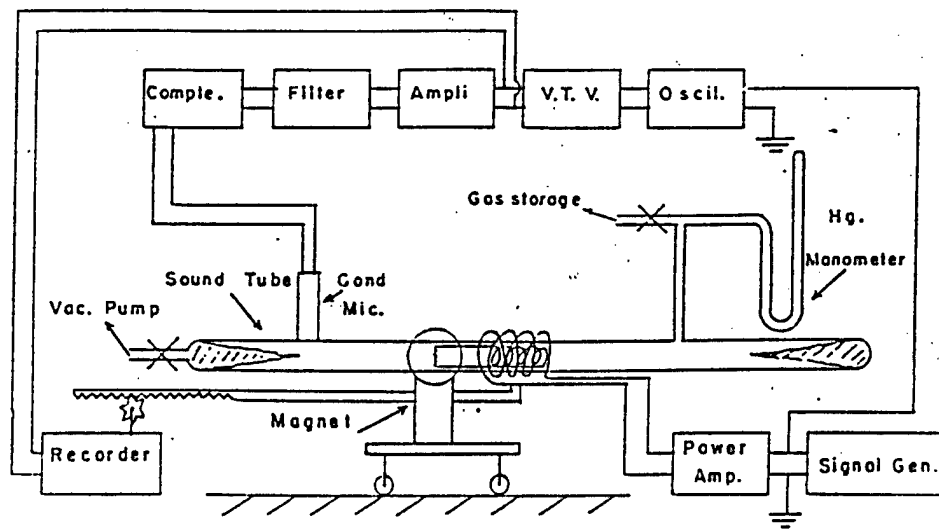 Comple.
Filter
Ampli
V.T.V.
Oscil.
Gas storage
Hg.
Manometer
Sound Tube
Cond
Mic.
Vac. Pump
Magnet
Recorder
Power
Amp.
Signal Gen.